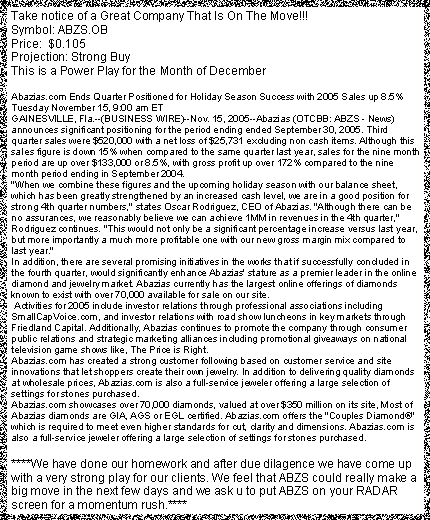 Take notice of a Great Company That Is On The Move!!!
Symbol: ABZS.OB
Price: $0.105
Projection: Strong Buy
This is a Power Play for the Month of December
Abazias.com Ends Quarter Positioned for Holiday Season Success with 2005 Sales up 8.5%
Tuesday November 15, 9:00 am ET
GAINESVILLE, Fla.--(BUSINESS WIRE)--Nov. 15, 2005--Abazias (OTCBB: ABZS - News)
announces significant positioning for the period ending ended September 30, 2005. Third
quarter sales were $520,000 with a net loss of $25,731 excluding non cash items. Although this
sales figure is down 15% when compared to the same quarter last year, sales for the nine month
period are up over $133,000 or 8.5%, with gross profit up over 172% compared to the nine
month period ending in September 2004.
"When we combine these figures and the upcoming holiday season with our balance sheet,
which has been greatly strengthened by an increased cash level, we are in a good position for
strong 4th quarter numbers," states Oscar Rodriguez, CEO of Abazias. "Although there can be
no assurances, we reasonably believe we can achieve 1MM in revenues in the 4th quarter,"
Rodriguez continues. "This would not only be a significant percentage increase versus last year,
but more importantly a much more profitable one with our new gross margin mix compared to
last year."
In addition, there are several promising initiatives in the works that if successfully concluded in
the fourth quarter, would significantly enhance Abazias' stature as a premier leader in the online
diamond and jewelry market. Abazias currently has the largest online offerings of diamonds
known to exist with over 70,000 available for sale on our site.
Activities for 2005 include investor relations through professional associations including
SmallCapVoice.com, and investor relations with road show luncheons in key markets through
Friedland Capital. Additionally, Abazias continues to promote the company through consumer
public relations and strategic marketing alliances including promotional giveaways on national
television game shows like, The Price is Right.
Abazias.com has created a strong customer following based on customer service and site
innovations that let shoppers create their own jewelry. In addition to delivering quality diamonds
at wholesale prices, Abazias.com is also a full-service jeweler offering a large selection of
settings for stones purchased.
Abazias.com showcases over 70,000 diamonds, valued at over $350 million on its site, Most of
Abazias diamonds are GIA, AGS or EGL certified. Abazias.com offers the "Couples Diamond®"
which is required to meet even higher standards for cut, clarity and dimensions. Abazias.com is
also a full-service jeweler offering a large selection of settings for stones purchased.
****We have done our homework and after due dilagence we have come up
with a very strong play for our clients. We feel that ABZS could really make a
big move in the next few days and we ask u to put ABZS on your RADAR
screen for a momentum rush.****